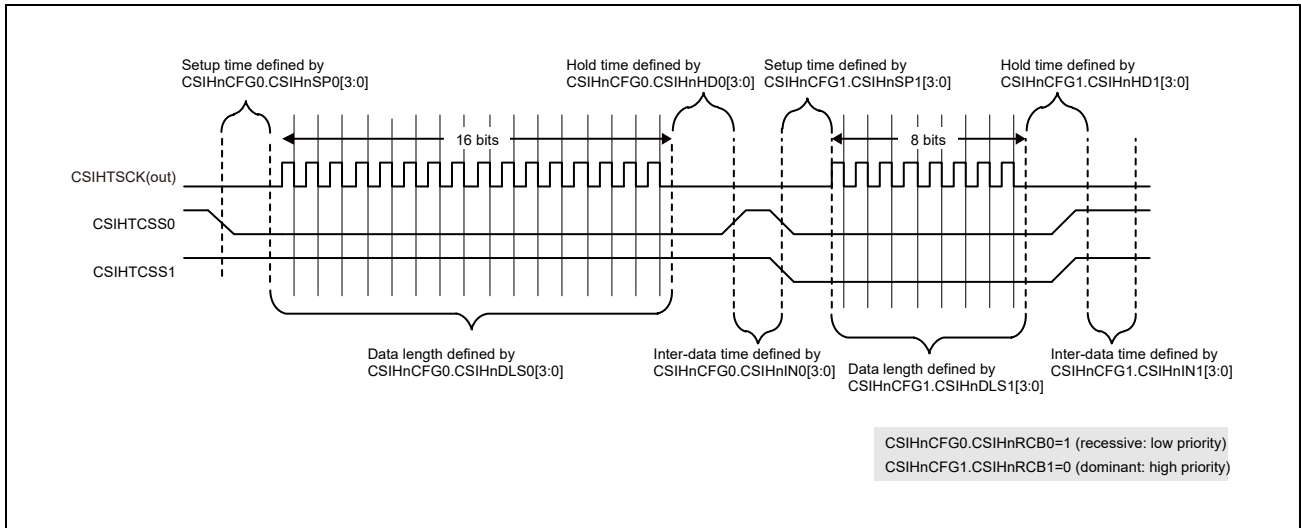 Setup time defined by
CSIHnCFG0.CSIHnSP0[3:0]
Hold time defined by
CSIHnCFG0.CSIHnHD0[3:0]
Setup time defined by
CSIHnCFG1.CSIHnSP1[3:0]
Hold time defined by
CSIHnCFG1.CSIHnHD1[3:0]
16 bits
8 bits
CSIHTSCK(out)
CSIHTCSS0
CSIHTCSS1
Data length defined by
CSIHnCFG0.CSIHnDLS0[3:0]
Inter-data time defined by
CSIHnCFG0.CSIHnIN0[3:0]
Data length defined by
CSIHnCFG1.CSIHnDLS1[3:0]
Inter-data time defined by
CSIHnCFG1.CSIHnIN1[3:0]
CSIHnCFG0.CSIHnRCB0=1 (recessive: low priority)
CSIHnCFG1.CSIHnRCB1=0 (dominant: high priority)